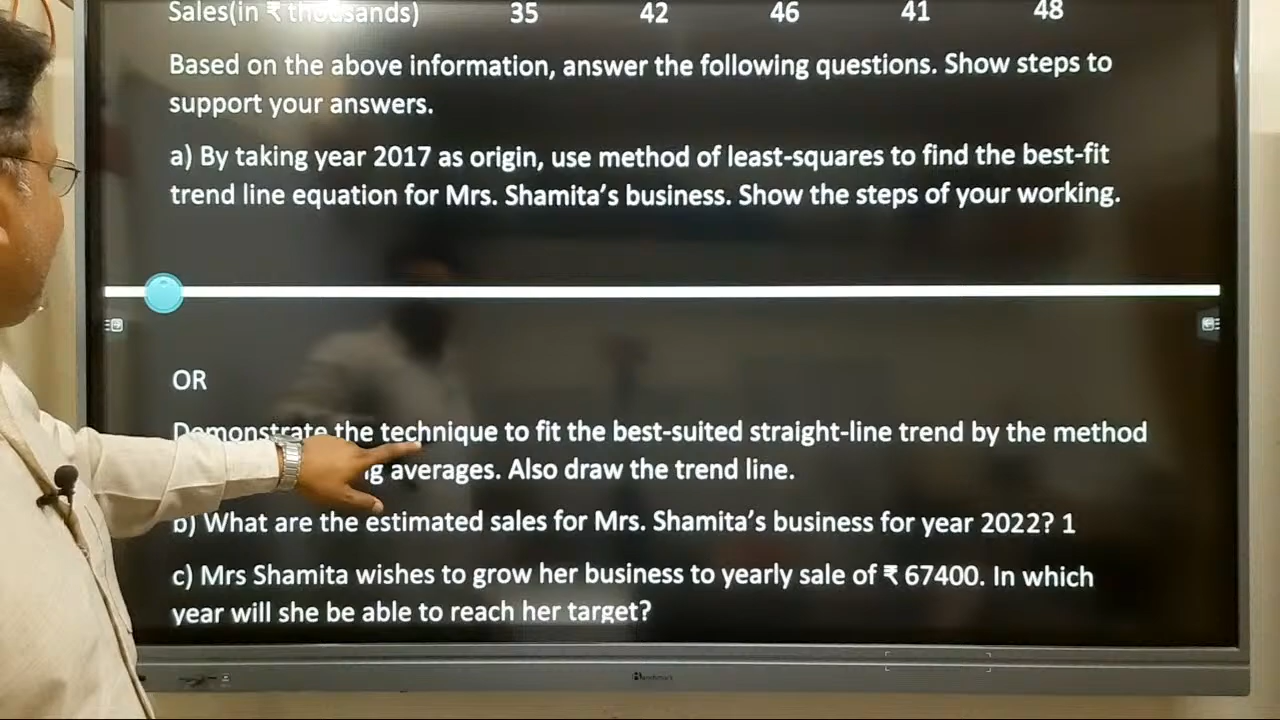 Sales(in ₹ thousands) 35 42 46 41 48
Based on the above information, answer the following questions. Show steps to
support your answers.
a) By taking year 2017 as origin, use method of least-squares to find the best-fit
trend line equation for Mrs. Shamita’s business. Show the steps of your working.
OR
Demonstrate the technique to fit the best-suited straight-line trend by the method
averages. Also draw the trend line.
b) What are the estimated sales for Mrs. Shamita’s business for year 2022? 1
c) Mrs Shamita wishes to grow her business to yearly sale of ₹ 67400. In which
year will she be able to reach her target?